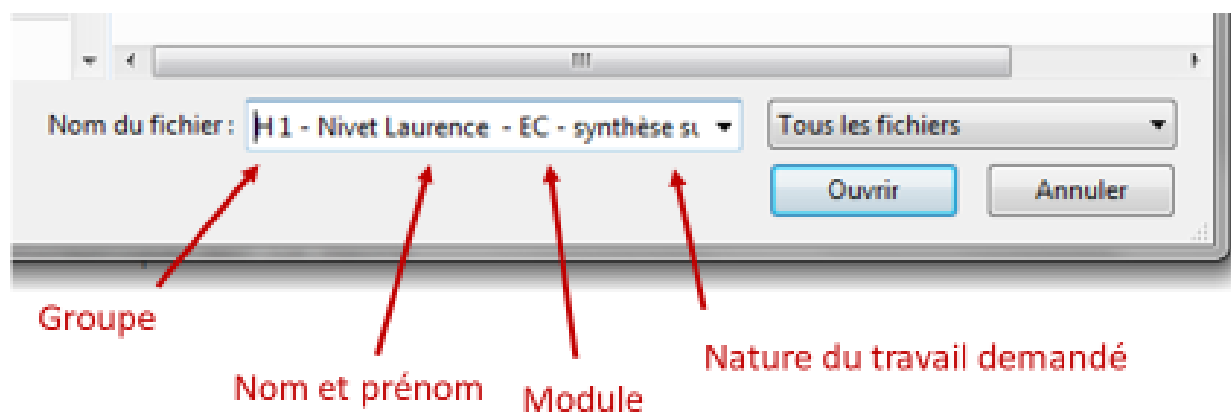 Nom du fichier : H 1 - Nivet Laurence - EC - synthèse su
Tous les fichiers
Ouvrir
Annuler
Groupe
Nature du travail demandé
Nom et prénom
Module